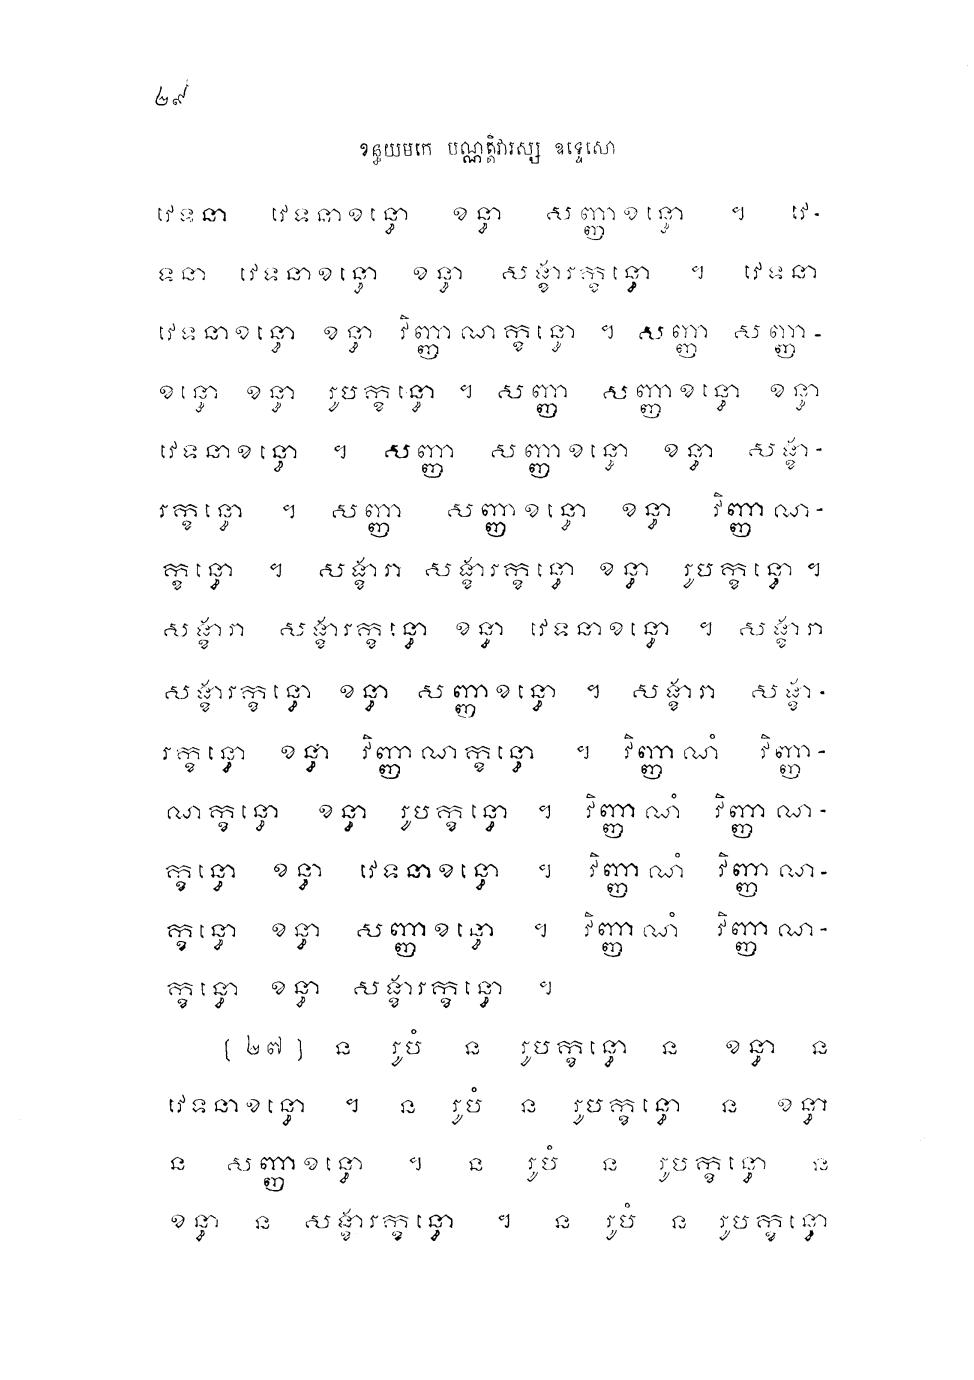 ២៩
ខន្ធយមកេ បណ្ណត្តិវារស្ស ឧទ្ទេសោ
វេទនា វេទនាខន្ធោ ខន្ធា សញ្ញាខន្ធោ ។ វេ-
ទនា វេទនាខន្ធោ ខន្ធា សង្ខារក្ខន្ធោ ។ វេទនា
វេទនាខន្ធោ ខន្ធា វិញ្ញាណក្ខន្ធោ ។ សញ្ញា សញ្ញា-
ខន្ធោ ខន្ធា រូបក្ខន្ធោ ។ សញ្ញា សញ្ញាខន្ធោ ខន្ធា
វេទនាខន្ធោ ។ សញ្ញា សញ្ញាខន្ធោ ខន្ធា សង្ខា-
រក្ខន្ធោ ។ សញ្ញា សញ្ញាខន្ធោ ខន្ធា វិញ្ញាណ-
ក្ខន្ធោ ។ សង្ខារា សង្ខារក្ខន្ធោ ខន្ធា រូបក្ខន្ធោ ។
សង្ខារា សង្ខារក្ខន្ធោ ខន្ធា វេទនាខន្ធោ ។ សង្ខារា
សង្ខារក្ខន្ធោ ខន្ធា សញ្ញាខន្ធោ ។ សង្ខារា សង្ខា-
រក្ខន្ធោ ខន្ធា វិញ្ញាណក្ខន្ធោ ។ វិញ្ញាណំ វិញ្ញា-
ណក្ខន្ធោ ខន្ធា រូបក្ខន្ធោ ។ វិញ្ញាណំ វិញ្ញាណ-
ក្ខន្ធោ ខន្ធា វេទនាខន្ធោ ។ វិញ្ញាណំ វិញ្ញាណ-
ក្ខន្ធោ ខន្ធា សញ្ញាខន្ធោ ។ វិញ្ញាណំ វិញ្ញាណ-
ក្ខន្ធោ ខន្ធា សង្ខារក្ខន្ធោ ។
[ ២៧ ] ន រូបំ ន រូបក្ខន្ធោ ន ខន្ធា ន
វេទនាខន្ធោ ។ ន រូបំ ន រូបក្ខន្ធោ ន ខន្ធា
ន សញ្ញាខន្ធោ ។ ន រូបំ ន រូបក្ខន្ធោ ន
ខន្ធា ន សង្ខារក្ខន្ធោ ។ ន រូបំ ន រូបក្ខន្ធោ